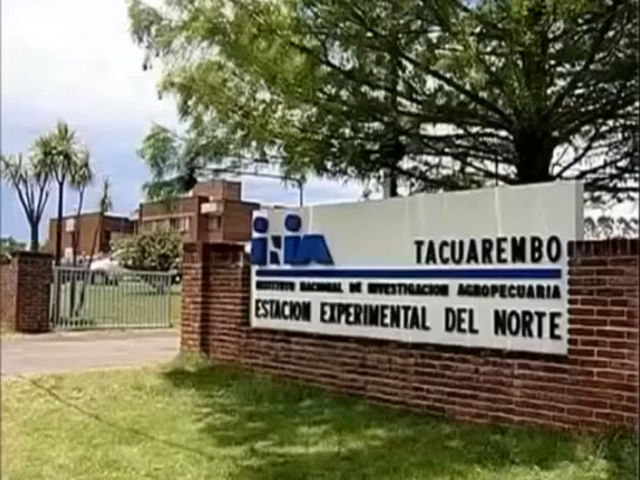 inia
TACUAREMBO
INSTITUTO NACIONAL DE INVESTIGACION AGROPECUARIA
ESTACION EXPERIMENTAL DEL NORTE